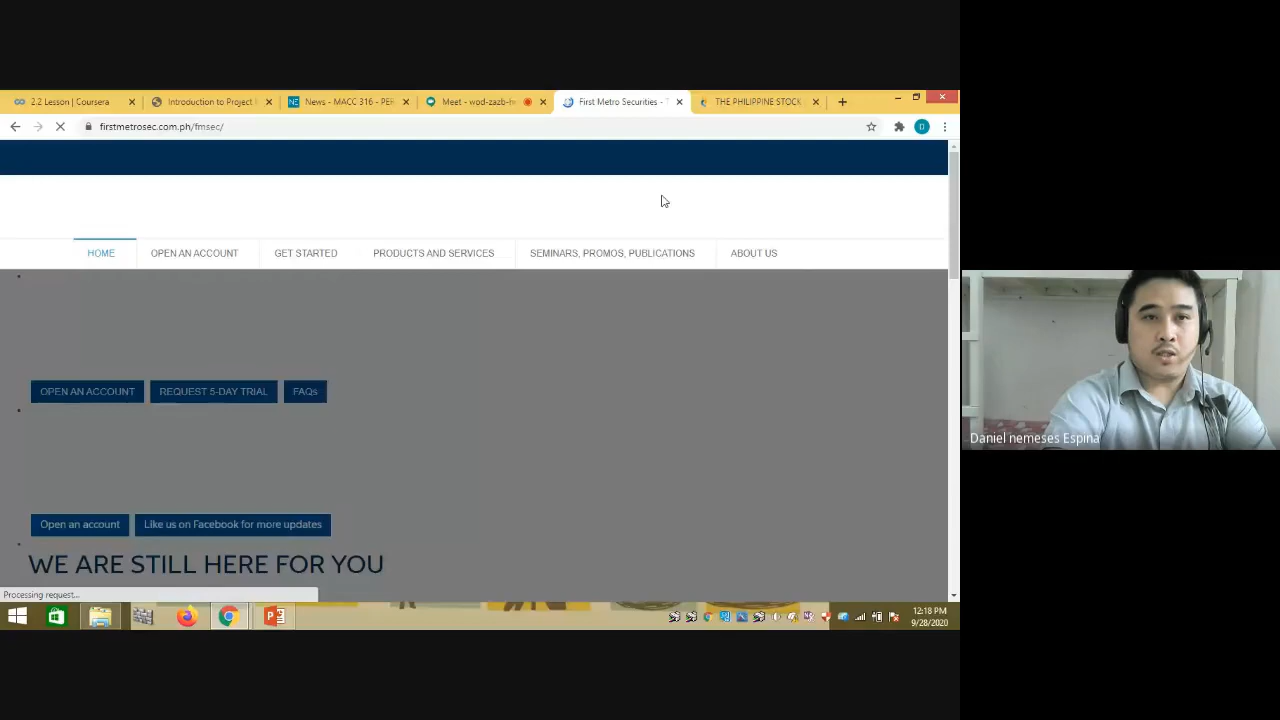 2.2 Lesson | Coursera
Introduction to Project
News - MACC 316 - PER
Meet - wod-zazb-h
First Metro Securities - T
THE PHILIPPINE STOCK
firstmetrosec.com.ph/fmsec/
HOME
OPEN AN ACCOUNT
GET STARTED
PRODUCTS AND SERVICES
SEMINARS, PROMOS, PUBLICATIONS
ABOUT US
OPEN AN ACCOUNT
REQUEST 5-DAY TRIAL
FAQs
Open an account
Like us on Facebook for more updates
WE ARE STILL HERE FOR YOU
Processing request...
12:18 PM
9/28/2020
Daniel nemeses Espina